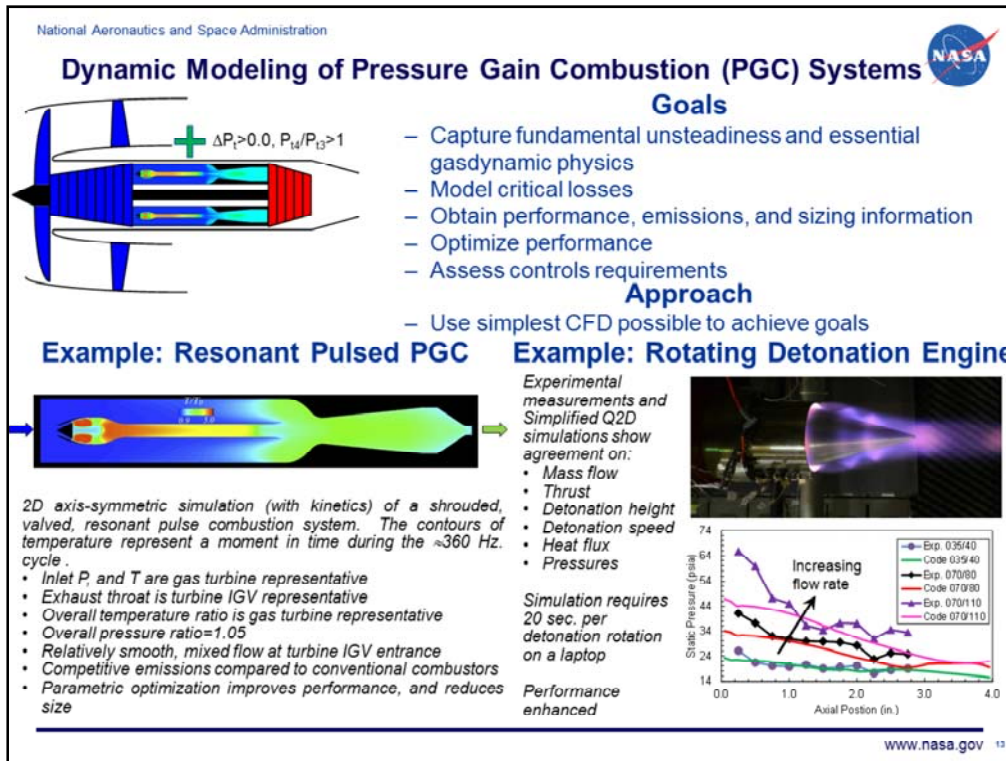 National Aeronautics and Space Administration
NASA
Dynamic Modeling of Pressure Gain Combustion (PGC) Systems
ΔPt>0.0, Pt4/Pt3>1
Goals
– Capture fundamental unsteadiness and essential
gasdynamic physics
– Model critical losses
– Obtain performance, emissions, and sizing information
– Optimize performance
– Assess controls requirements
Approach
– Use simplest CFD possible to achieve goals
Example: Resonant Pulsed PGC
2D axis-symmetric simulation (with kinetics) of a shrouded,
valved, resonant pulse combustion system. The contours of
temperature represent a moment in time during the ≈360 Hz.
cycle .
• Inlet P, and T are gas turbine representative
• Exhaust throat is turbine IGV representative
• Overall temperature ratio is gas turbine representative
• Overall pressure ratio=1.05
• Relatively smooth, mixed flow at turbine IGV entrance
• Competitive emissions compared to conventional combustors
• Parametric optimization improves performance, and reduces
size
Example: Rotating Detonation Engine
Experimental
measurements and
Simplified Q2D
simulations show
agreement on:
• Mass flow
• Thrust
• Detonation height
• Detonation speed
• Heat flux
• Pressures
Simulation requires
20 sec. per
detonation rotation
on a laptop
Performance
enhanced
Static Pressure (psia)
74
64
54
44
34
24
14
Increasing
flow rate
Exp. 035/40
Code 035/40
Exp. 070/80
Code 070/80
Exp. 070/110
Code 070/110
0.0 1.0 2.0 3.0 4.0
Axial Postion (in.)
www.nasa.gov 13